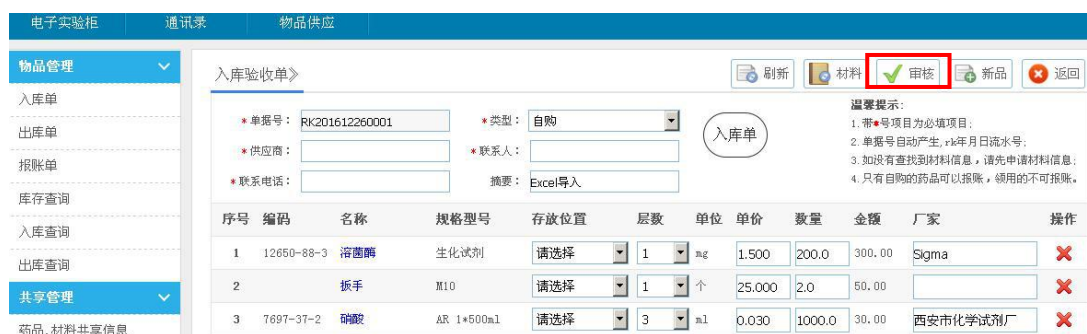 电子实验柜 通讯录 物品供应
物品管理
入库单
出库单
报账单
库存查询
入库查询
出库查询
共享管理
药品,材料共享信息
入库验收单》
刷新 材料 审核 新品 返回
*单据号: RK201612260001 *类型: 自购
*供应商: *联系人:
*联系电话: 摘要: Excel导入
入库单
温馨提示:
1.带*号项目为必填项目;
2.单据号自动产生,rk年月日流水号;
3.如没有查找到材料信息,请先申请材料信息;
4.只有自购的药品可以报账,领用的不可报账。
序号 编码 名称 规格型号 存放位置 层数 单位 单价 数量 金额 厂家 操作
1 12650-88-3 溶菌酶 生化试剂 请选择 1 mg 1.500 200.0 300.00 Sigma
2 扳手 M10 请选择 1 个 25.000 2.0 50.00
3 7697-37-2 硝酸 AR 1*500ml 请选择 3 ml 0.030 1000.0 30.00 西安市化学试剂厂